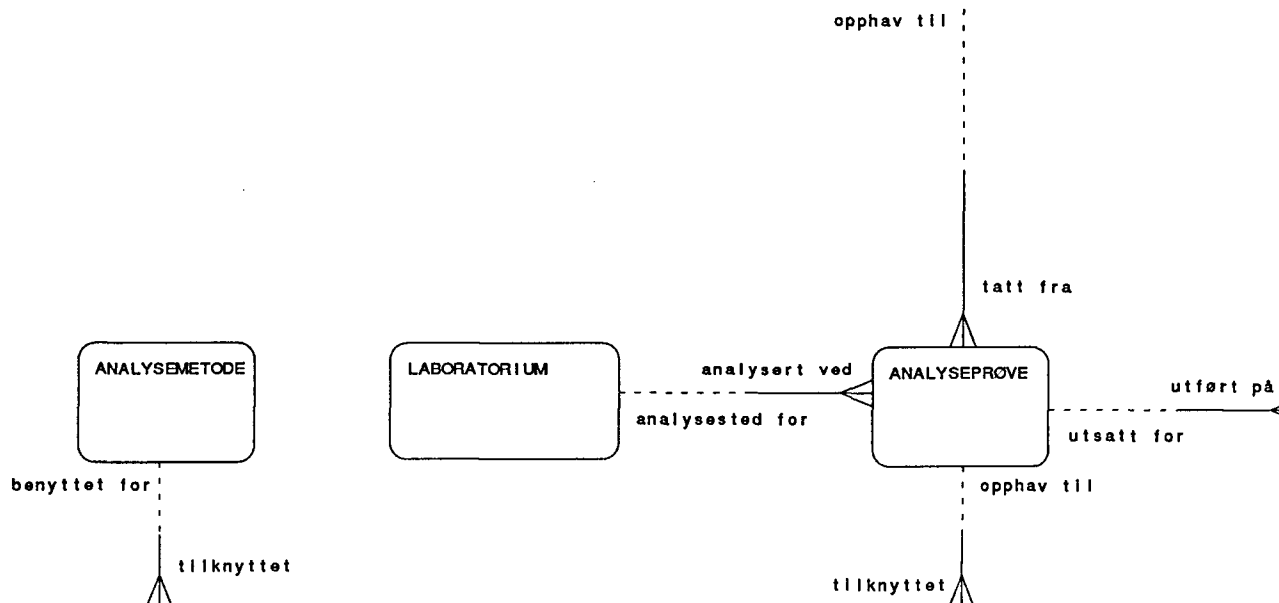 opphav til
tatt fra
ANALYSEMETODE
LABORATORIUM
analysert ved
ANALYSEPRØVE
utført på
analysested for
utsatt for
benyttet for
opphav til
tilknyttet
tilknyttet